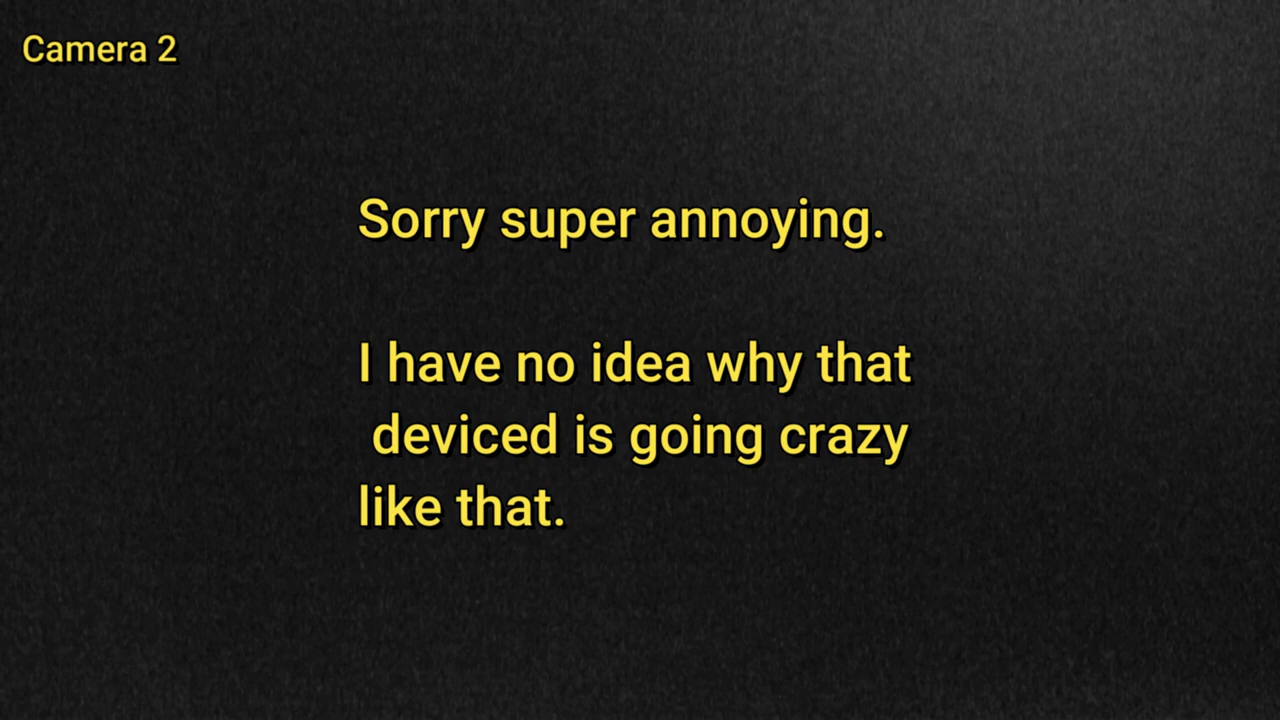 Camera 2
Sorry super annoying.
I have no idea why that
deviced is going crazy
like that.